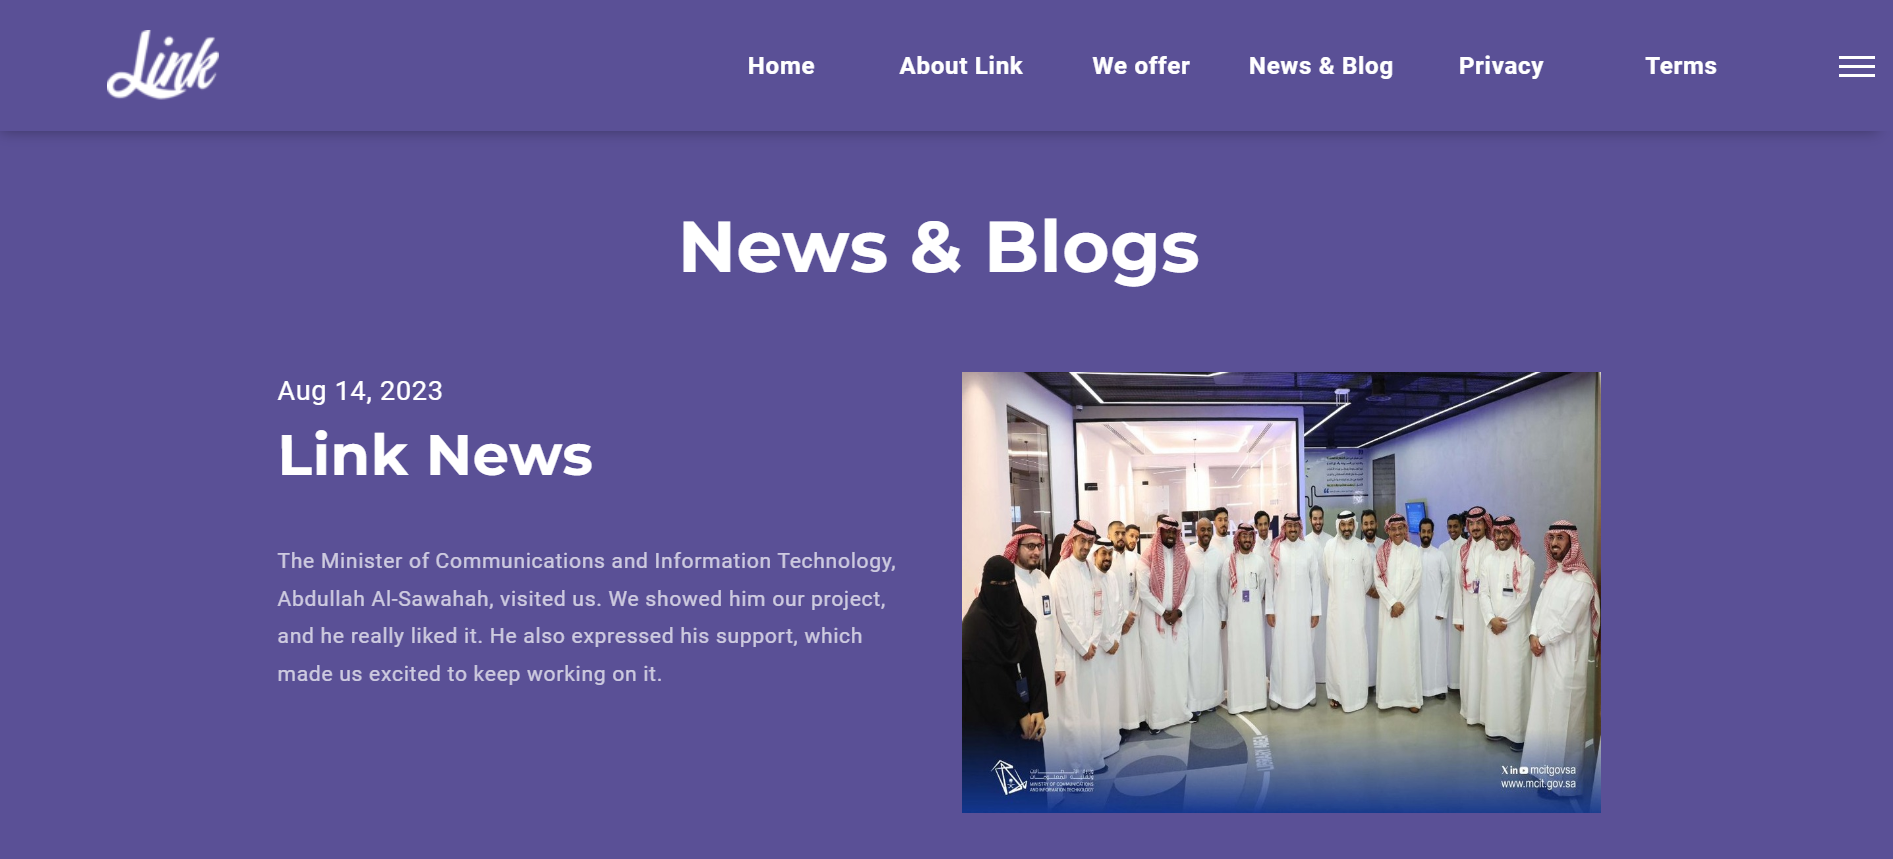 Link
Home About Link We offer News & Blog Privacy Terms
News & Blogs
Aug 14, 2023
Link News
The Minister of Communications and Information Technology,
Abdullah Al-Sawahah, visited us. We showed him our project,
and he really liked it. He also expressed his support, which
made us excited to keep working on it.
LIBRARY AREA
MINISTRY OF COMMUNICATIONS
AND INFORMATION TECHNOLOGY
X in mcitgovsa
www.mcit.gov.sa